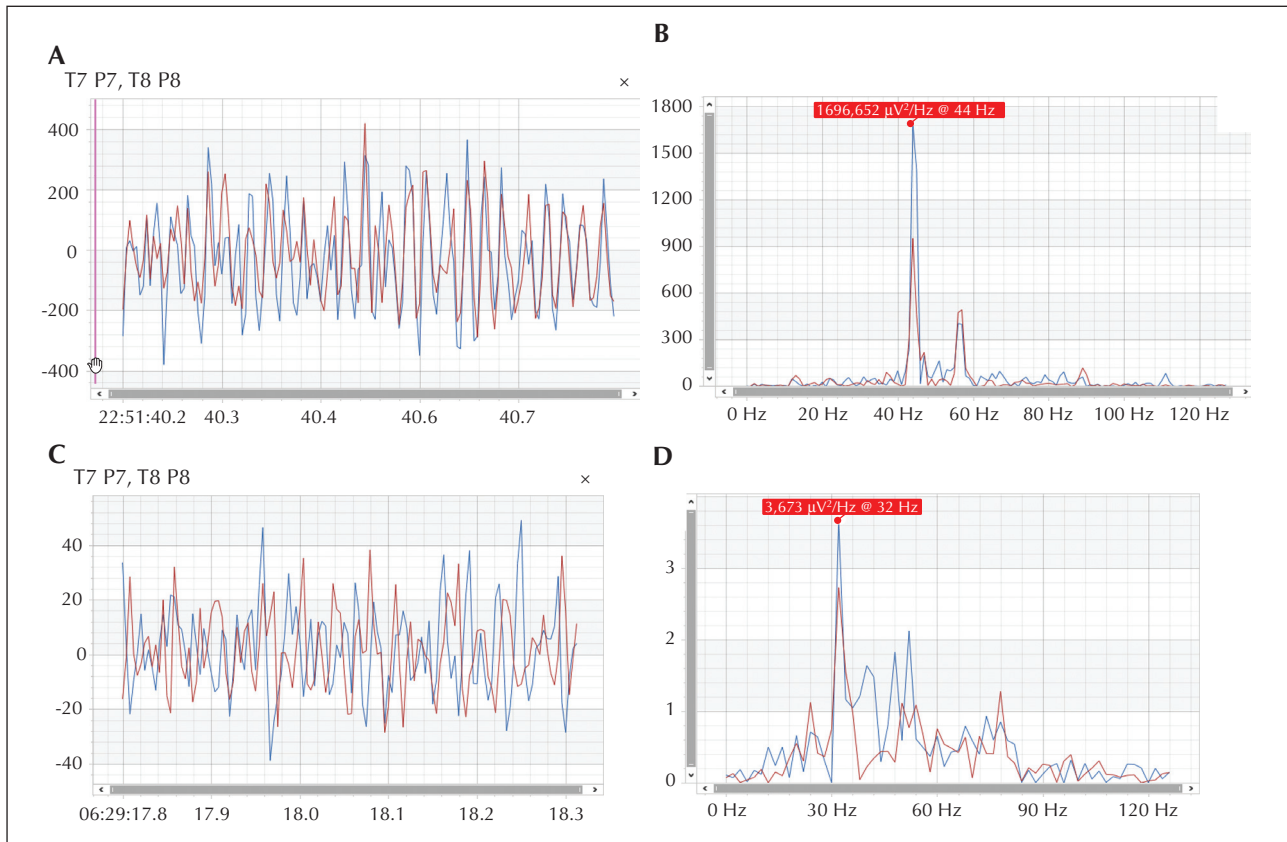 A
T7 P7, T8 P8 ×
400
200
0
-200
-400
22:51:40.2 40.3 40.4 40.6 40.7
B
1696,652 µV²/Hz @ 44 Hz
1800
1500
900
600
300
0
0 Hz 20 Hz 40 Hz 60 Hz 80 Hz 100 Hz 120 Hz
C
T7 P7, T8 P8 ×
40
20
0
-20
-40
06:29:17.8 17.9 18.0 18.1 18.2 18.3
D
3,673 µV²/Hz @ 32 Hz
3
2
1
0
0 Hz 30 Hz 60 Hz 90 Hz 120 Hz